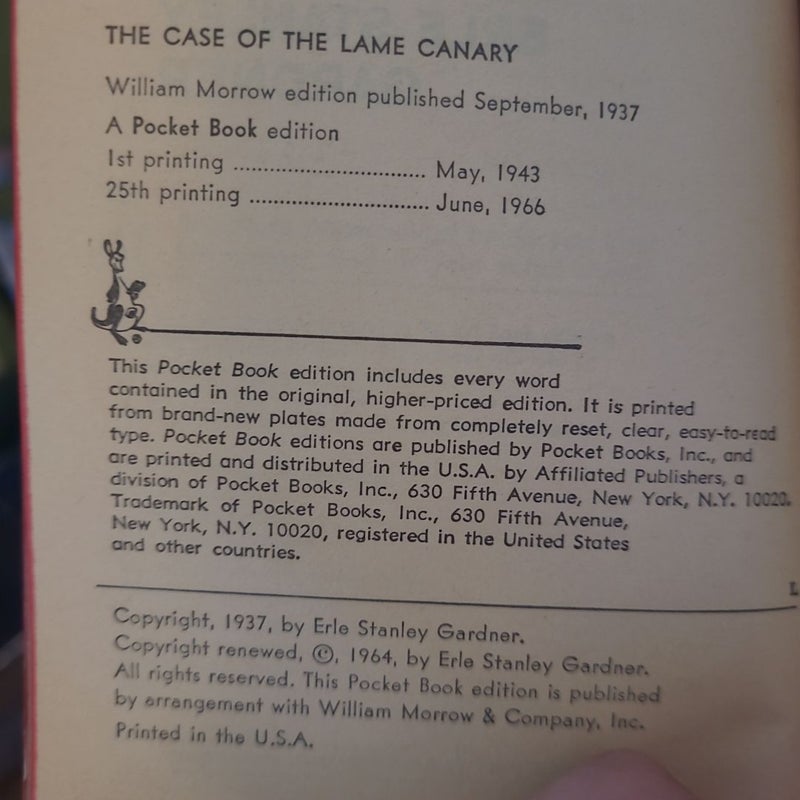 THE CASE OF THE LAME CANARY
William Morrow edition published September, 1937
A Pocket Book edition
1st printing ................................ May, 1943
25th printing .............................. June, 1966
This Pocket Book edition includes every word
contained in the original, higher-priced edition. It is printed
from brand-new plates made from completely reset, clear, easy-to-read
type. Pocket Book editions are published by Pocket Books, Inc., and
are printed and distributed in the U.S.A. by Affiliated Publishers, a
division of Pocket Books, Inc., 630 Fifth Avenue, New York, N.Y. 10020.
Trademark of Pocket Books, Inc., 630 Fifth Avenue,
New York, N.Y. 10020, registered in the United States
and other countries.
L
Copyright, 1937, by Erle Stanley Gardner.
Copyright renewed, ©, 1964, by Erle Stanley Gardner.
All rights reserved. This Pocket Book edition is published
by arrangement with William Morrow & Company, Inc.
Printed in the U.S.A.